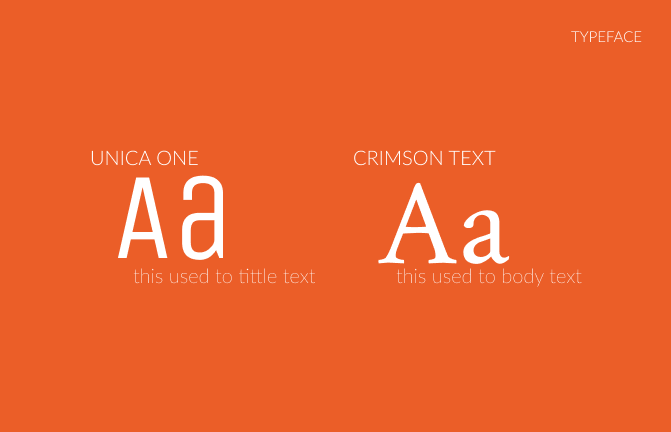 TYPEFACE
UNICA ONE
Aa
this used to tittle text
CRIMSON TEXT
Aa
this used to body text